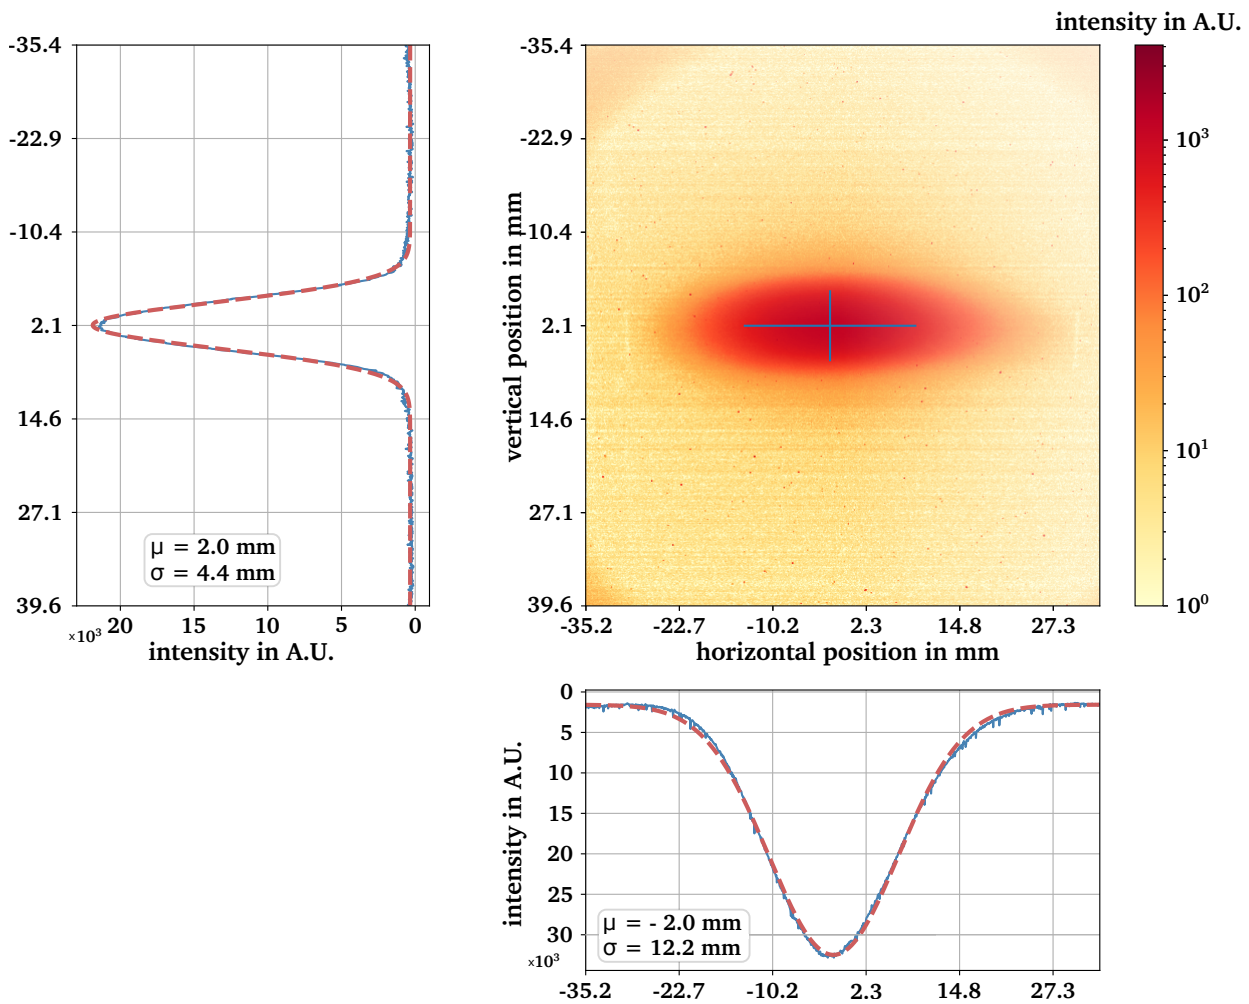 intensity in A.U.
-35.4
-22.9
-10.4
2.1
14.6
27.1
39.6
μ = 2.0 mm
σ = 4.4 mm
×10³ 20 15 10 5 0
intensity in A.U.
vertical position in mm
-35.4
-22.9
-10.4
2.1
14.6
27.1
39.6
-35.2 -22.7 -10.2 2.3 14.8 27.3
horizontal position in mm
10³
10²
10¹
10⁰
intensity in A.U.
0
5
10
15
20
25
30
×10³
μ = - 2.0 mm
σ = 12.2 mm
-35.2 -22.7 -10.2 2.3 14.8 27.3